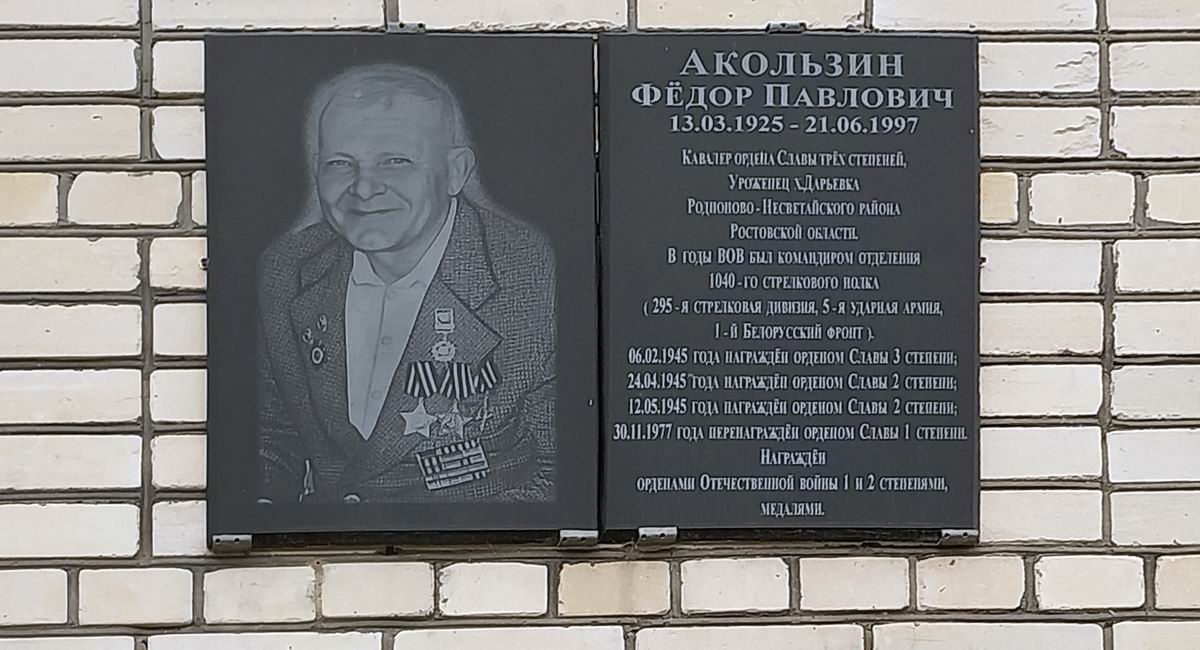 АКОЛЬЗИН
ФЁДОР ПАВЛОВИЧ
13.03.1925 - 21.06.1997
КАВАЛЕР ОРДЕНА СЛАВЫ ТРЁХ СТЕПЕНЕЙ,
УРОЖЕНЕЦ Х.ДАРЬЕВКА
РОДИОНОВО-НЕСВЕТАЙСКОГО РАЙОНА
РОСТОВСКОЙ ОБЛАСТИ.
В ГОДЫ ВОВ БЫЛ КОМАНДИРОМ ОТДЕЛЕНИЯ
1040-ГО СТРЕЛКОВОГО ПОЛКА
( 295-Я СТРЕЛКОВАЯ ДИВИЗИЯ, 5-Я УДАРНАЯ АРМИЯ,
1-Й БЕЛОРУССКИЙ ФРОНТ ).
06.02.1945 ГОДА НАГРАЖДЁН ОРДЕНОМ СЛАВЫ 3 СТЕПЕНИ;
24.04.1945 ГОДА НАГРАЖДЁН ОРДЕНОМ СЛАВЫ 2 СТЕПЕНИ;
12.05.1945 ГОДА НАГРАЖДЁН ОРДЕНОМ СЛАВЫ 2 СТЕПЕНИ;
30.11.1977 ГОДА ПЕРЕНАГРАЖДЁН ОРДЕНОМ СЛАВЫ 1 СТЕПЕНИ.
НАГРАЖДЁН
ОРДЕНАМИ ОТЕЧЕСТВЕННОЙ ВОЙНЫ 1 И 2 СТЕПЕНЯМИ,
МЕДАЛЯМИ.